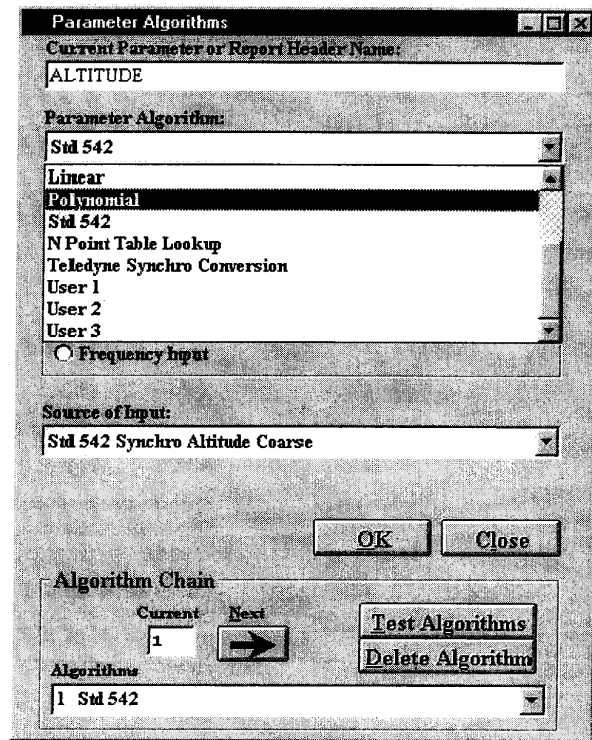 Parameter Algorithms
Current Parameter or Report Header Name:
ALTITUDE
Parameter Algorithm:
Std 542
Linear
Polynomial
Std 542
N Point Table Lookup
Teledyne Synchro Conversion
User 1
User 2
User 3
Frequency Input
Source of Input:
Std 542 Synchro Altitude Coarse
OK Close
Algorithm Chain
Current Next
1
Test Algorithms
Delete Algorithm
Algorithms
1 Std 542